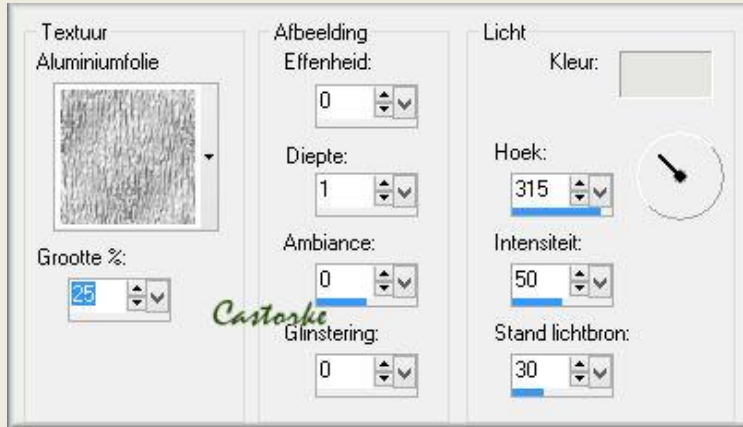 Textuur
Aluminiumfolie
Grootte %:
25
Afbeelding
Effenheid:
0
Diepte:
1
Ambiance:
0
Castorke
Glinstering:
0
Licht
Kleur:
Hoek:
315
Intensiteit:
50
Stand lichtbron:
30